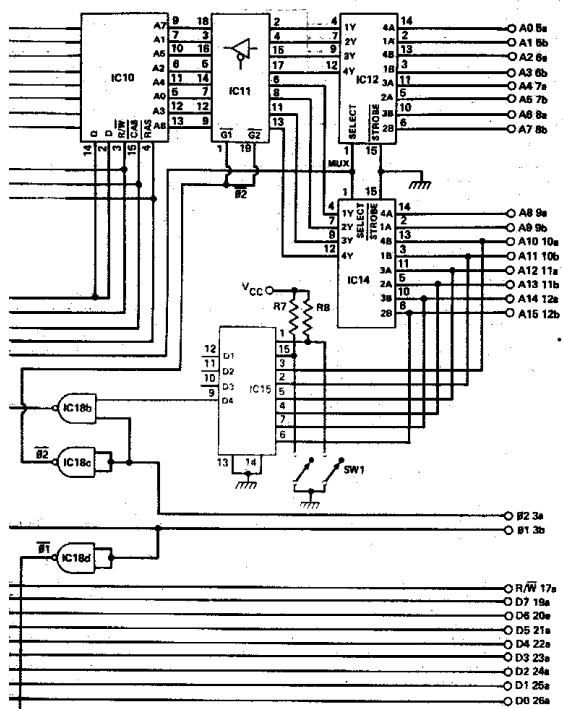 A7 9 18 2 4 1Y 4A 14 A0 5a
A1 7 3 7 2Y 1A 2 A1 5b
A5 10 16 15 9 3Y 4B 13 A2 6a
A2 6 5 17 12 4Y 1B 3 A3 6b
A4 11 14 6 IC12 3A 11 A4 7a
A0 5 7 8 2A 5 A5 7b
A3 12 12 11 3B 10 A6 8a
A6 13 9 13 2B 6 A7 8b
IC10 IC11
Q D R/W CAS RAS
14 2 3 15 4
G1 G2
1 19
Ø2
SELECT STROBE
MUX 1 15
1 15
SELECT STROBE
4 1Y 4A 14 A8 9a
7 2Y 1A 2 A9 9b
9 3Y 4B 13 A10 10a
12 4Y 1B 3 A11 10b
IC14 3A 11 A12 11a
2A 5 A13 11b
3B 10 A14 12a
2B 6 A15 12b
VCC
R7 R8
1
12 D1 15
11 D2 3
10 D3 IC15 2
9 D4 5
4
7
6
13 14
SW1
IC18b
Ø2 IC18c
Ø2 3a
Ø1 3b
Ø1 IC18d
R/W 17a
D7 19a
D6 20a
D5 21a
D4 22a
D3 23a
D2 24a
D1 25a
D0 26a